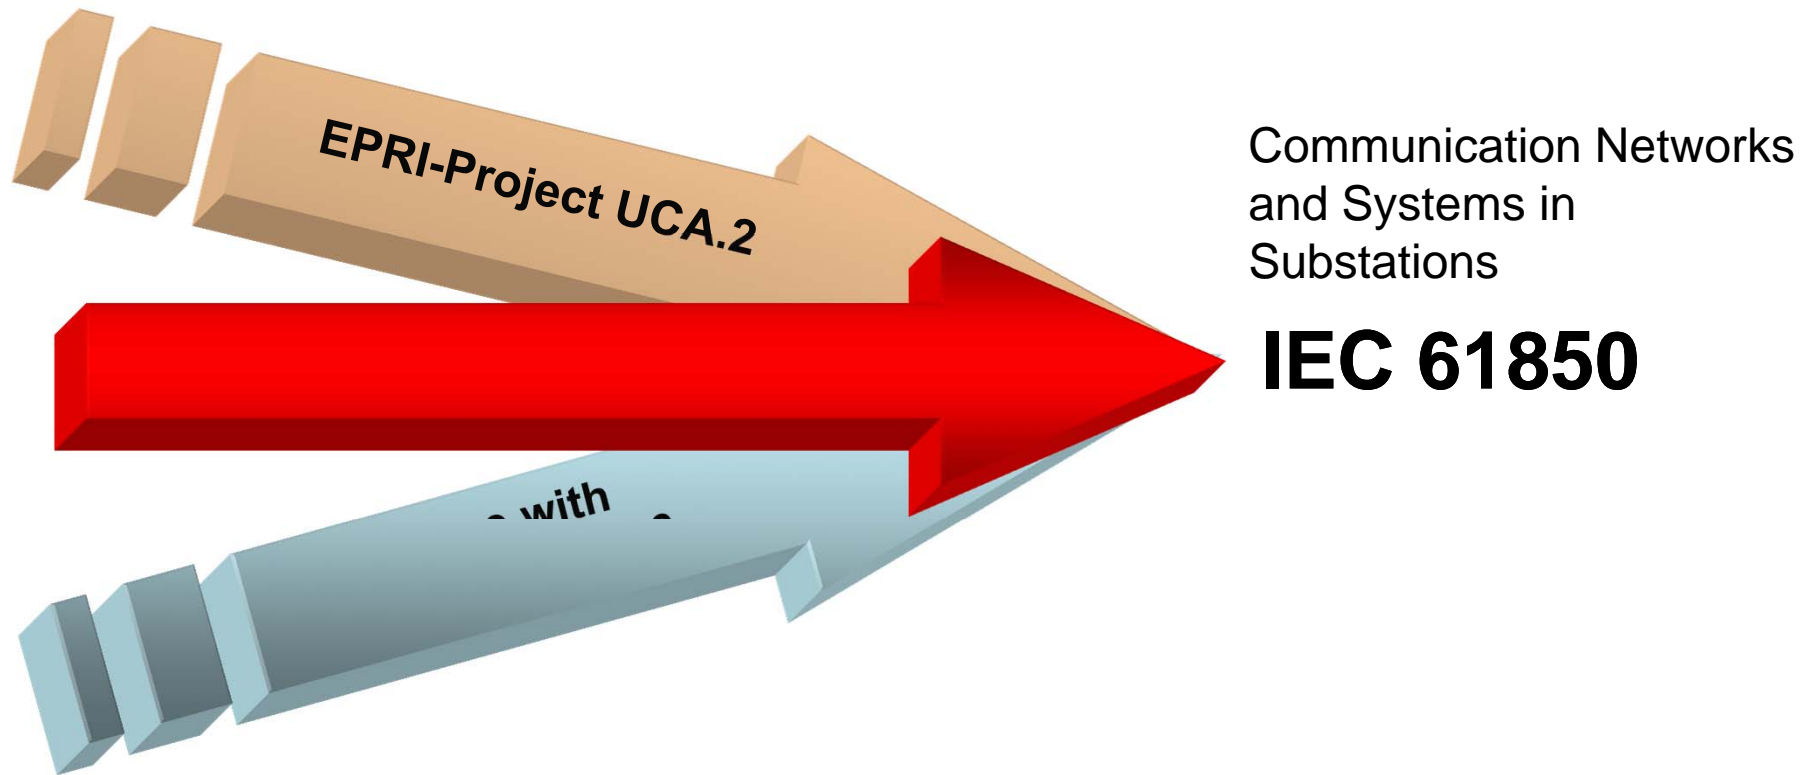 EPRI-Project UCA.2
Communication Networks
and Systems in
Substations
IEC 61850
with